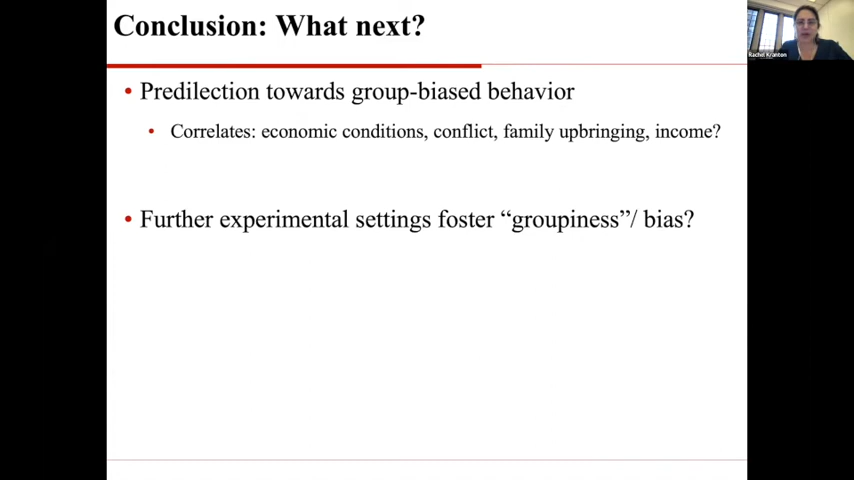 Conclusion: What next?
Rachel Kranton
• Predilection towards group-biased behavior
• Correlates: economic conditions, conflict, family upbringing, income?
• Further experimental settings foster “groupiness”/ bias?